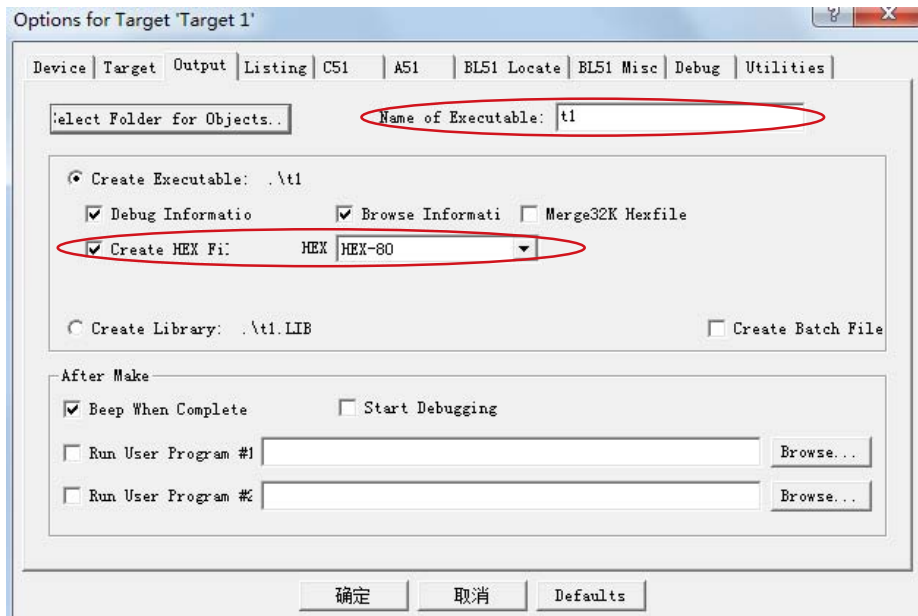 Options for Target 'Target 1'
? X
Device Target Output Listing C51 A51 BL51 Locate BL51 Misc Debug Utilities
elect Folder for Objects.. Name of Executable: t1
Create Executable: .\t1
Debug Informatio Browse Informati Merge32K Hexfile
Create HEX Fi HEX HEX-80
Create Library: .\t1.LIB Create Batch File
After Make
Beep When Complete Start Debugging
Run User Program #1 Browse...
Run User Program #2 Browse...
确定 取消 Defaults